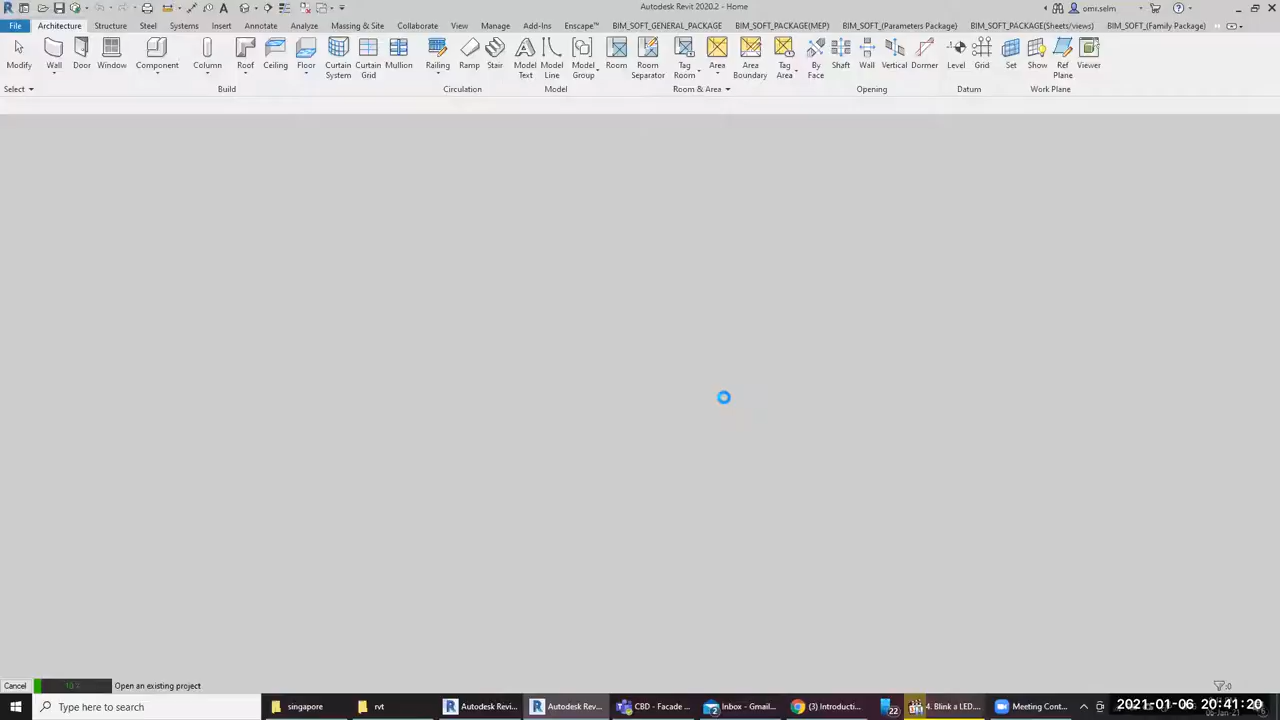 Autodesk Revit 2020.2 - Home
omr.selm
File Architecture Structure Steel Systems Insert Annotate Analyze Massing & Site Collaborate View Manage Add-Ins Enscape™ BIM_SOFT_GENERAL_PACKAGE BIM_SOFT_PACKAGE(MEP) BIM_SOFT_(Parameters Package) BIM_SOFT_PACKAGE(Sheets/views) BIM_SOFT_(Family Package)
Modify Wall Door Window Component Column Roof Ceiling Floor Curtain System Curtain Grid Mullion Railing Ramp Stair Model Text Model Line Model Group Room Room Separator Tag Room Area Area Boundary Tag Area By Face Shaft Wall Vertical Dormer Level Grid Set Show Ref Plane Viewer
Select Build Circulation Model Room & Area Opening Datum Work Plane
Cancel 10 % Open an existing project :0
Type here to search singapore rvt Autodesk Rev... Autodesk Rev... CBD - Facade ... Inbox - Gmail... (3) Introducti... 22 4. Blink a LED... Meeting Cont... 2021-01-06 20:41:20